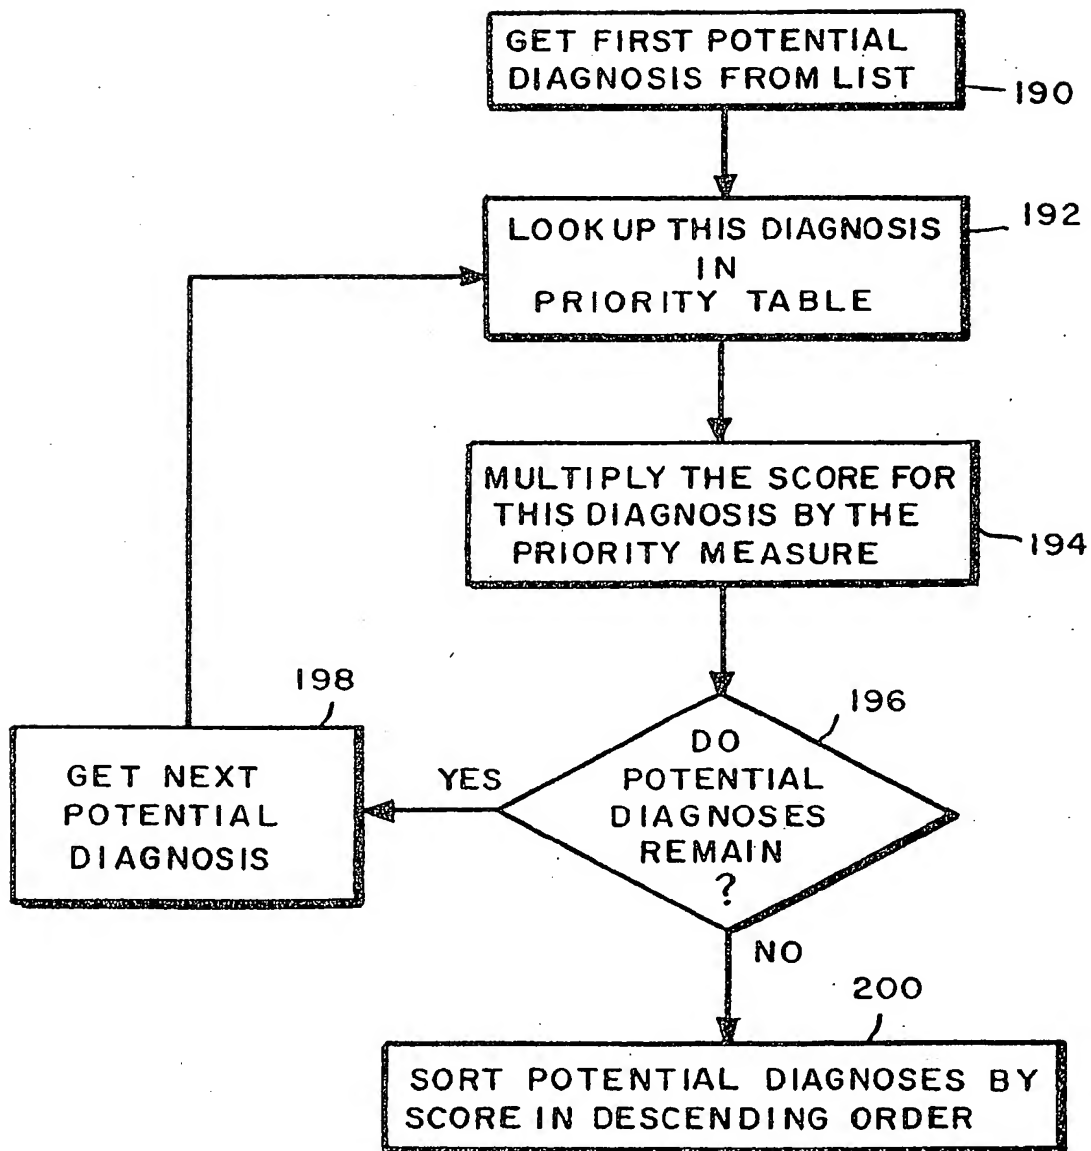 GET FIRST POTENTIAL
DIAGNOSIS FROM LIST
190
LOOK UP THIS DIAGNOSIS
IN
PRIORITY TABLE
192
MULTIPLY THE SCORE FOR
THIS DIAGNOSIS BY THE
PRIORITY MEASURE
194
DO
POTENTIAL
DIAGNOSES
REMAIN
?
196
YES
198
GET NEXT
POTENTIAL
DIAGNOSIS
NO
200
SORT POTENTIAL DIAGNOSES BY
SCORE IN DESCENDING ORDER